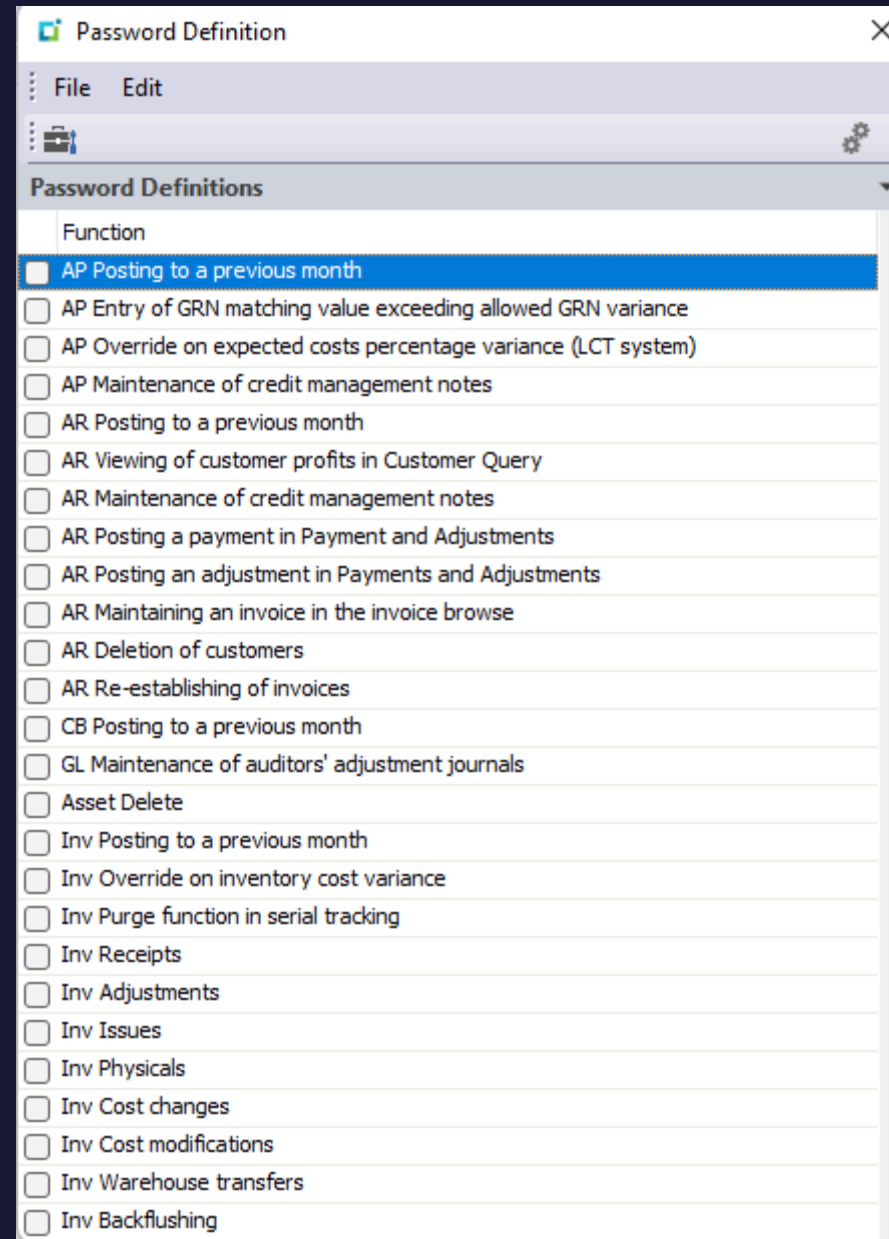 Password Definition
File Edit
Password Definitions
Function
AP Posting to a previous month
AP Entry of GRN matching value exceeding allowed GRN variance
AP Override on expected costs percentage variance (LCT system)
AP Maintenance of credit management notes
AR Posting to a previous month
AR Viewing of customer profits in Customer Query
AR Maintenance of credit management notes
AR Posting a payment in Payment and Adjustments
AR Posting an adjustment in Payments and Adjustments
AR Maintaining an invoice in the invoice browse
AR Deletion of customers
AR Re-establishing of invoices
CB Posting to a previous month
GL Maintenance of auditors' adjustment journals
Asset Delete
Inv Posting to a previous month
Inv Override on inventory cost variance
Inv Purge function in serial tracking
Inv Receipts
Inv Adjustments
Inv Issues
Inv Physicals
Inv Cost changes
Inv Cost modifications
Inv Warehouse transfers
Inv Backflushing